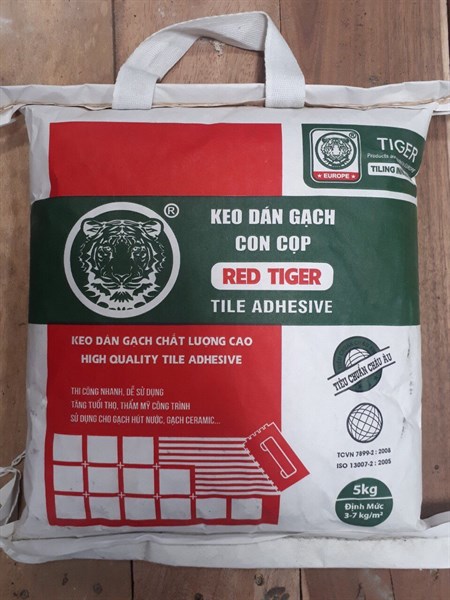 TIGER
TILING
EUROPE
®
KEO DÁN GẠCH
CON CỌP
RED TIGER
TILE ADHESIVE
KEO DÁN GẠCH CHẤT LƯỢNG CAO
HIGH QUALITY TILE ADHESIVE
THI CÔNG NHANH, DỄ SỬ DỤNG
TĂNG TUỔI THỌ, THẨM MỸ CÔNG TRÌNH
SỬ DỤNG CHO GẠCH HÚT NƯỚC, GẠCH CERAMIC...
TIÊU CHUẨN CHÂU ÂU
TCVN 7899-2 : 2008
ISO 13007-2 : 2005
5kg
Định Mức
3-7 kg/m²